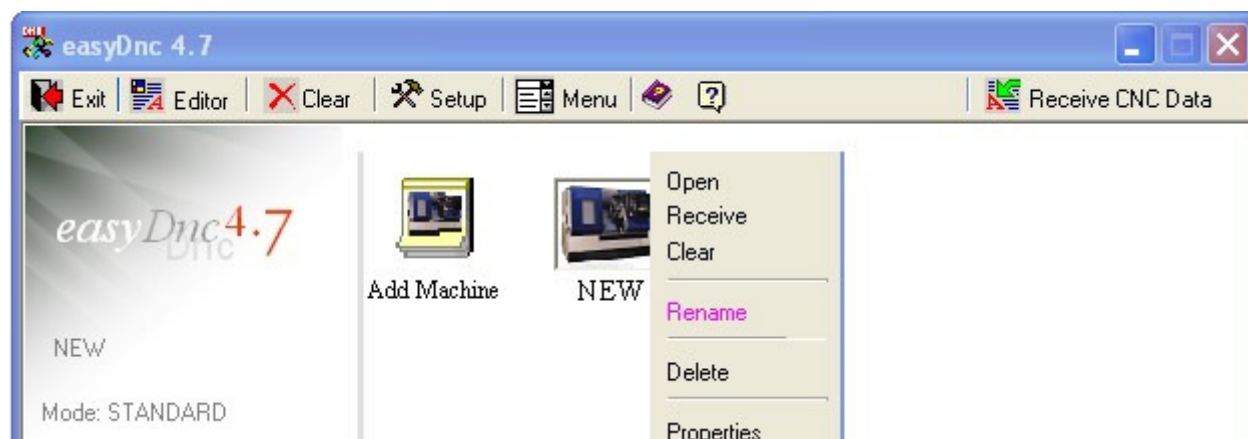 easyDnc 4.7
Exit Editor Clear Setup Menu Receive CNC Data
easyDnc4.7
Dnc
Add Machine
NEW
Open
Receive
Clear
Rename
Delete
Properties
NEW
Mode: STANDARD